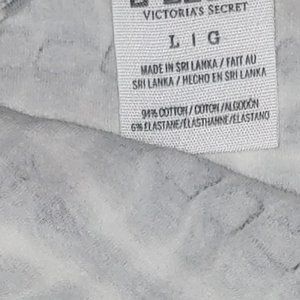 VICTORIA'S SECRET
L | G
MADE IN SRI LANKA / FAIT AU
SRI LANKA / HECHO EN SRI LANKA
94% COTTON / COTON / ALGODÓN
6% ELASTANE/ÉLASTHANNE/ELASTANO